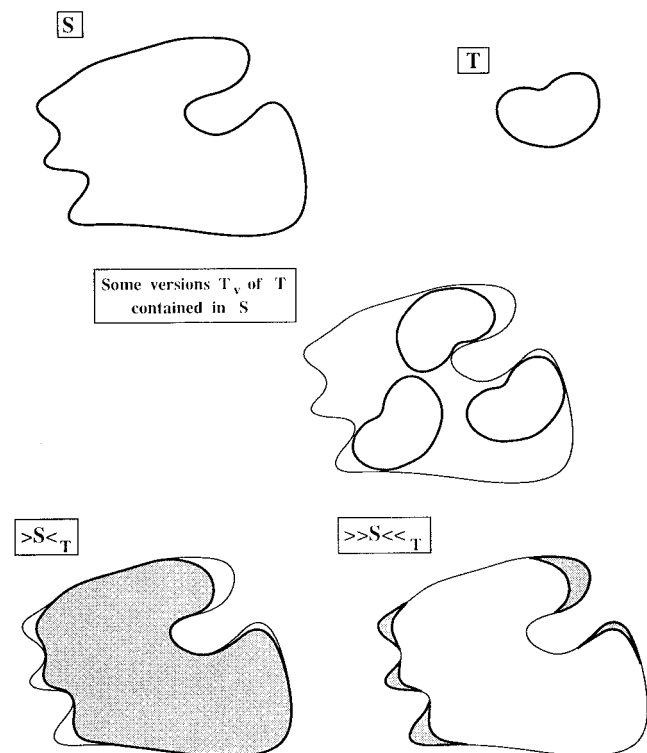 S
T
Some versions T_v of T
contained in S
>S<_T
>>S<<_T